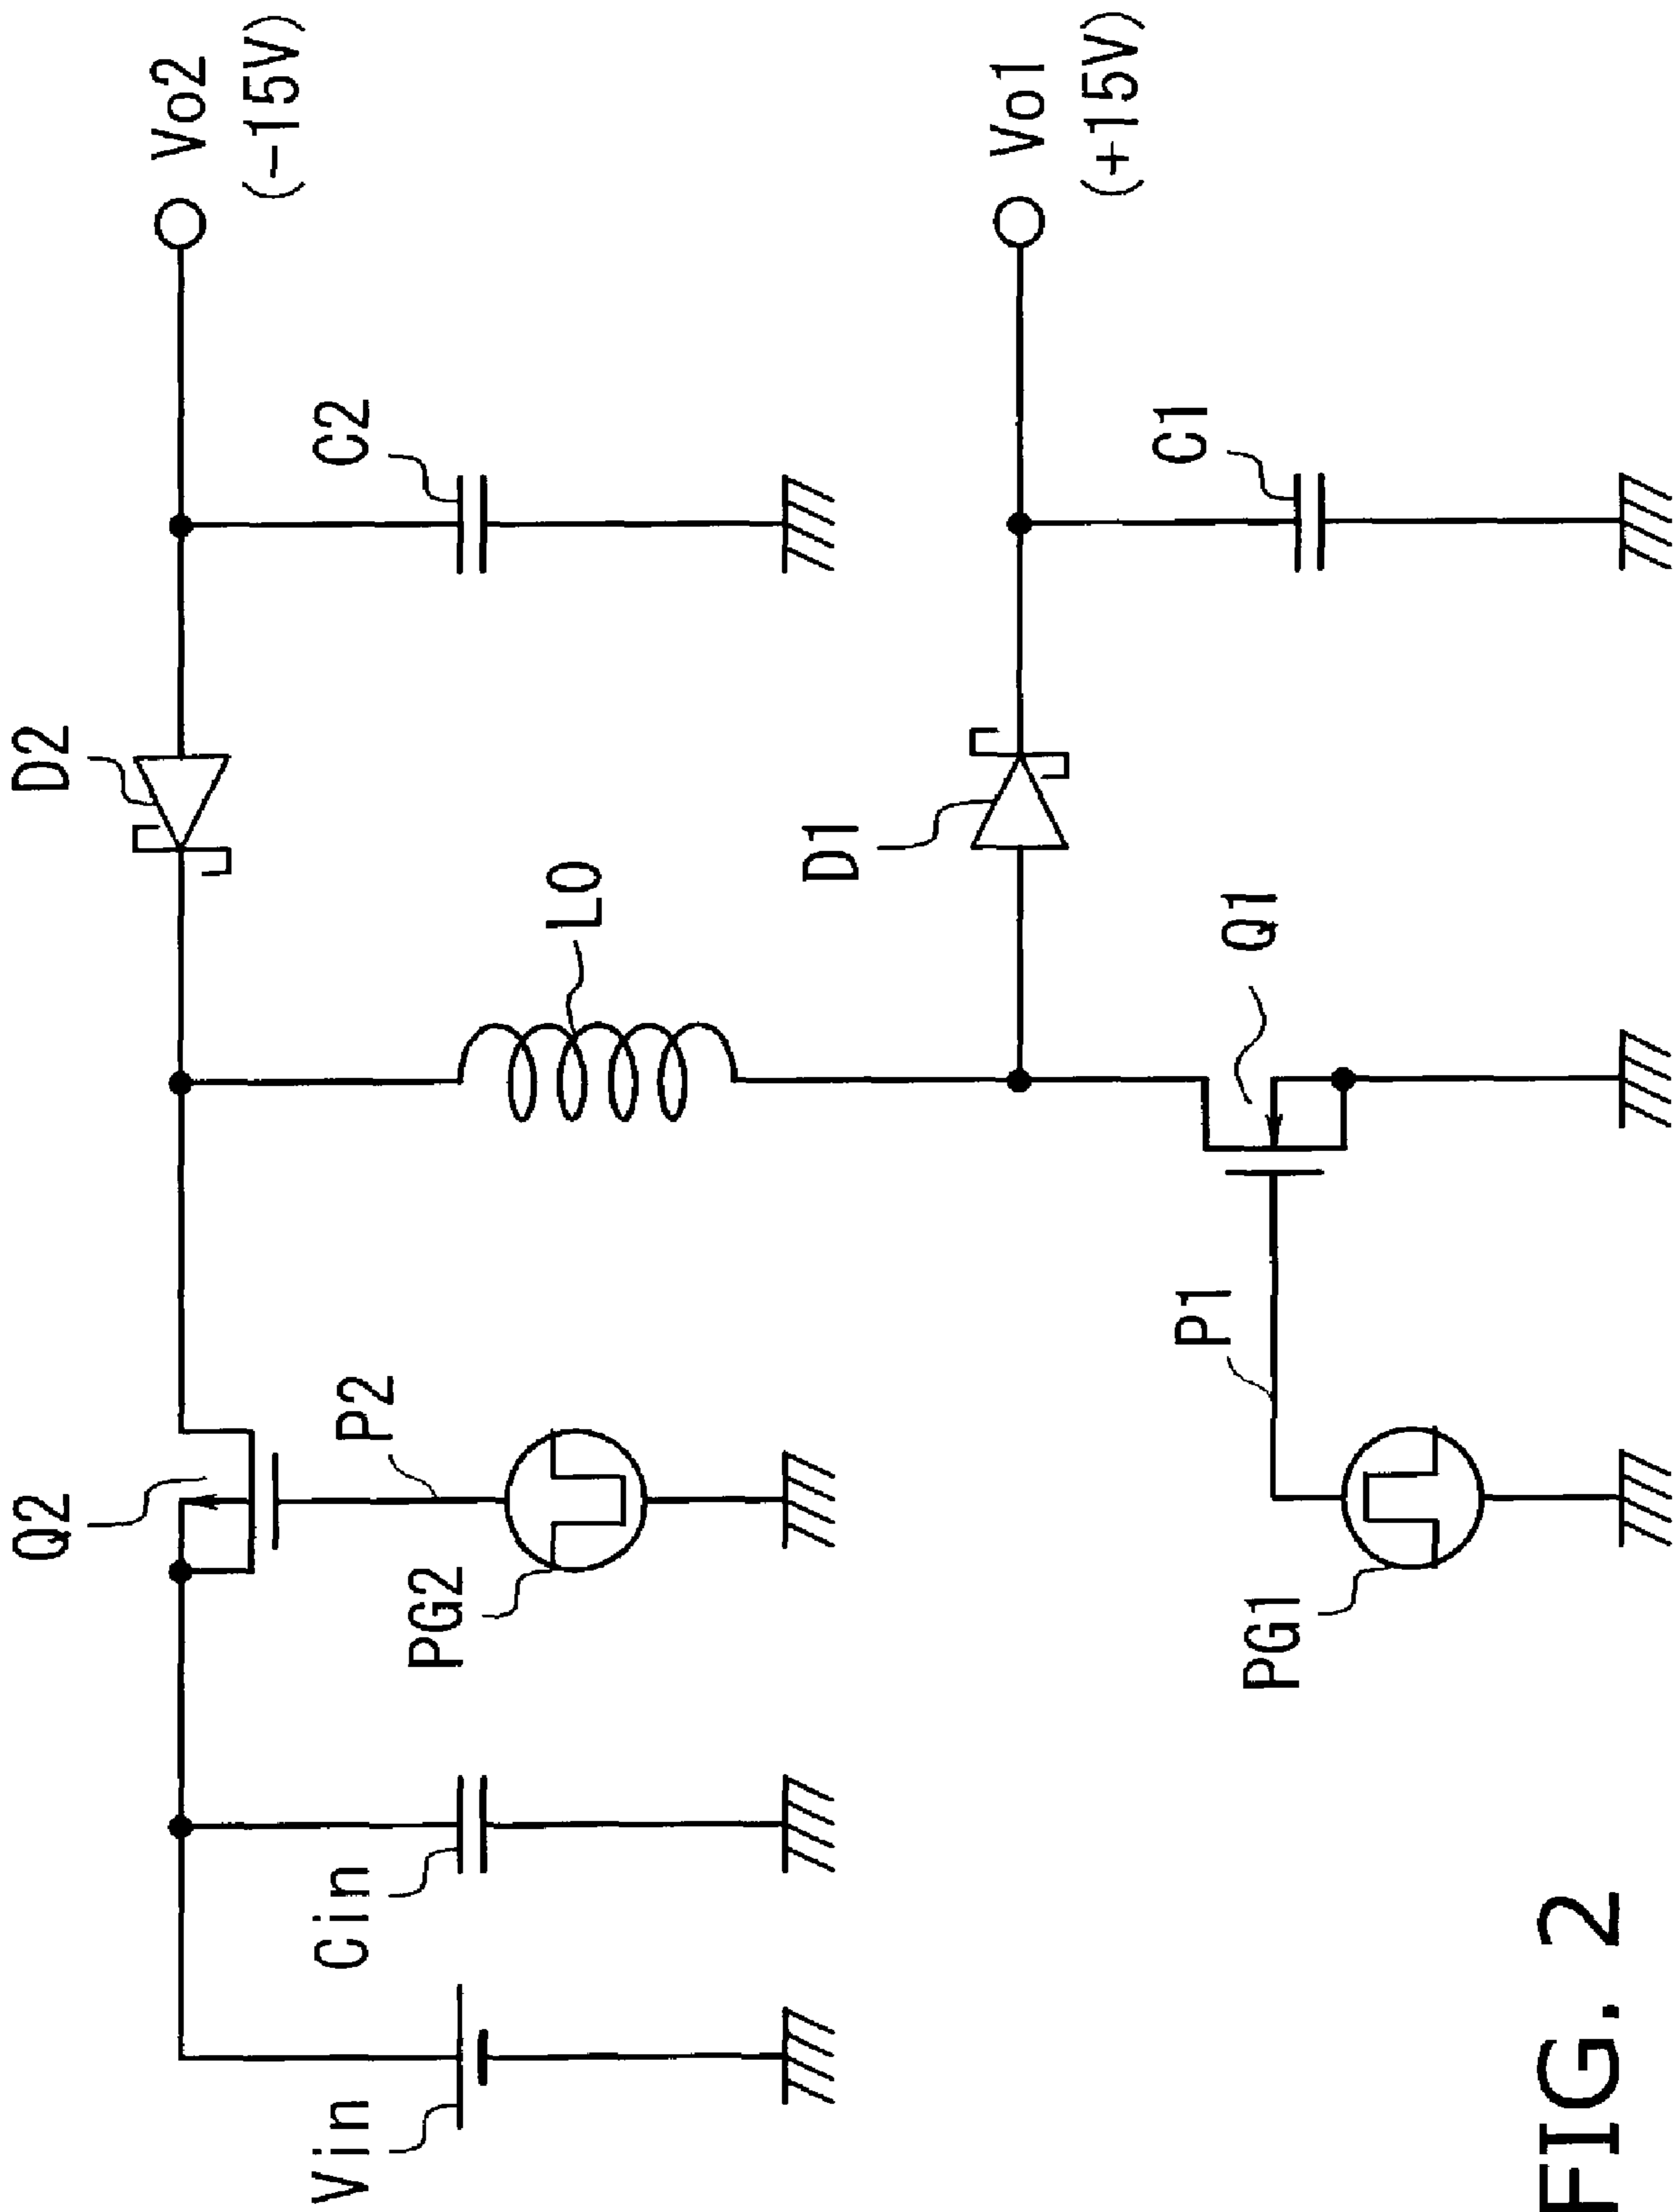 Vo2
(-15V)
D2
C2
Q2
P2
PG2
Cin
Vin
L0
Vo1
(+15V)
D1
C1
Q1
P1
PG1
FIG. 2